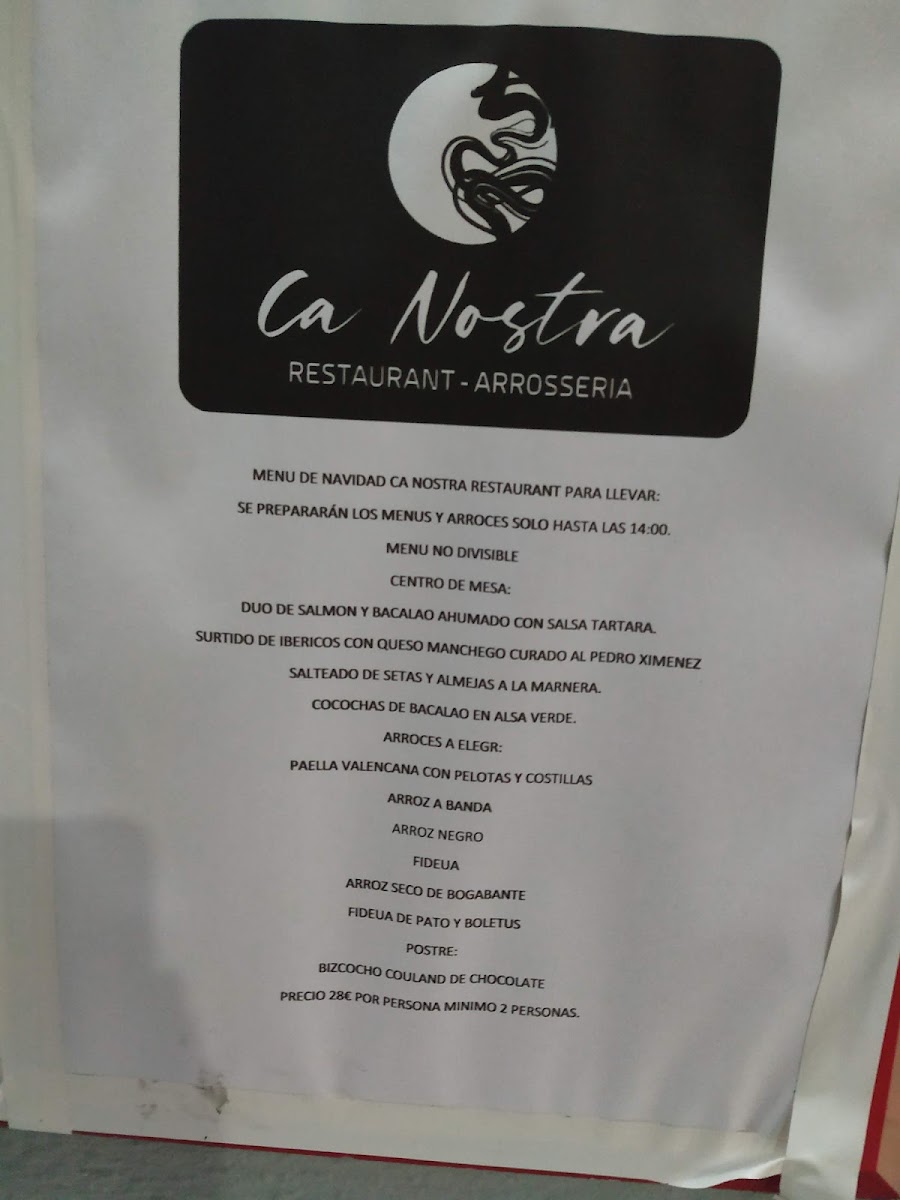 Ca Nostra
RESTAURANT - ARROSSERIA
MENU DE NAVIDAD CA NOSTRA RESTAURANT PARA LLEVAR:
SE PREPARARÁN LOS MENUS Y ARROCES SOLO HASTA LAS 14:00.
MENU NO DIVISIBLE
CENTRO DE MESA:
DUO DE SALMON Y BACALAO AHUMADO CON SALSA TARTARA.
SURTIDO DE IBERICOS CON QUESO MANCHEGO CURADO AL PEDRO XIMENEZ
SALTEADO DE SETAS Y ALMEJAS A LA MARNERA.
COCOCHAS DE BACALAO EN ALSA VERDE.
ARROCES A ELEGR:
PAELLA VALENCANA CON PELOTAS Y COSTILLAS
ARROZ A BANDA
ARROZ NEGRO
FIDEUA
ARROZ SECO DE BOGABANTE
FIDEUA DE PATO Y BOLETUS
POSTRE:
BIZCOCHO COULAND DE CHOCOLATE
PRECIO 28€ POR PERSONA MINIMO 2 PERSONAS.